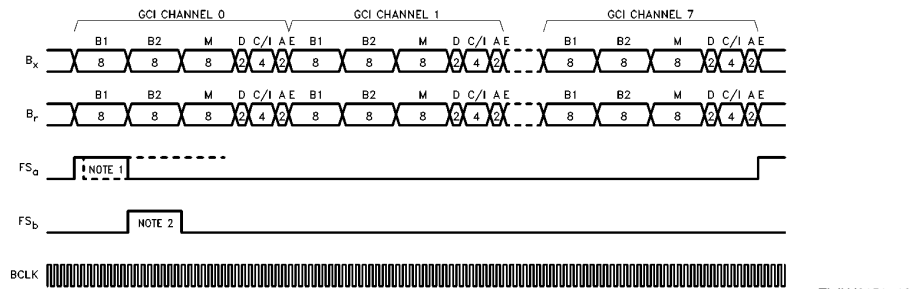 GCI CHANNEL 0 GCI CHANNEL 1 GCI CHANNEL 7
B1 B2 M D C/I A E B1 B2 M D C/I A E B1 B2 M D C/I A E
Bx 8 8 8 2 4 2 8 8 8 2 4 2 8 8 8 2 4 2
B1 B2 M D C/I A E B1 B2 M D C/I A E B1 B2 M D C/I A E
Br 8 8 8 2 4 2 8 8 8 2 4 2 8 8 8 2 4 2
FSa NOTE 1
FSb NOTE 2
BCLK